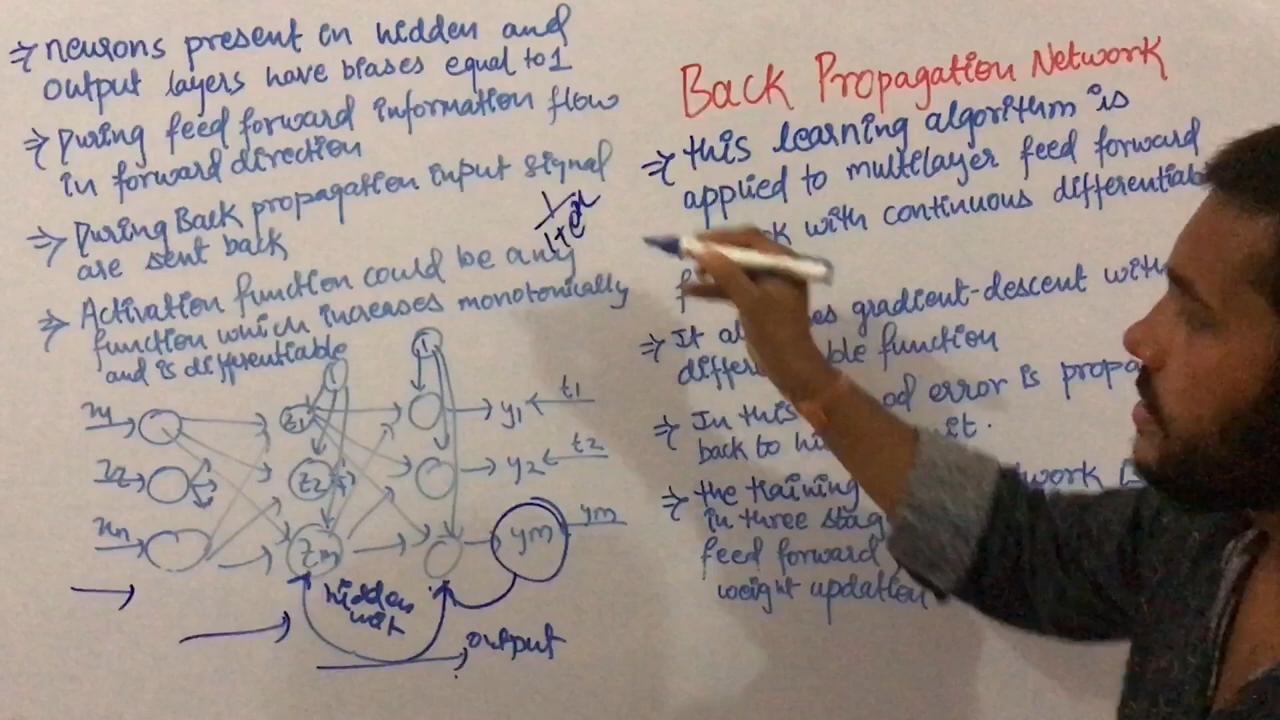 neurons present in hidden and
output layers have biases equal to 1
During feed forward information flow
in forward direction
During Back propagation input signal
are sent back
1/1+e
Activation function could be any
function which increases monotonically
and is differentiable
1
1
x1
z1
y1
t1
z2
y2
t2
xn
zm
ym
ym
hidden
output
Back Propagation Network
this learning algorithm is
applied to multilayer feed forward
with continuous
It gradient-descent with
function
In this error is
back to
the training
in three
feed forward
weight updation